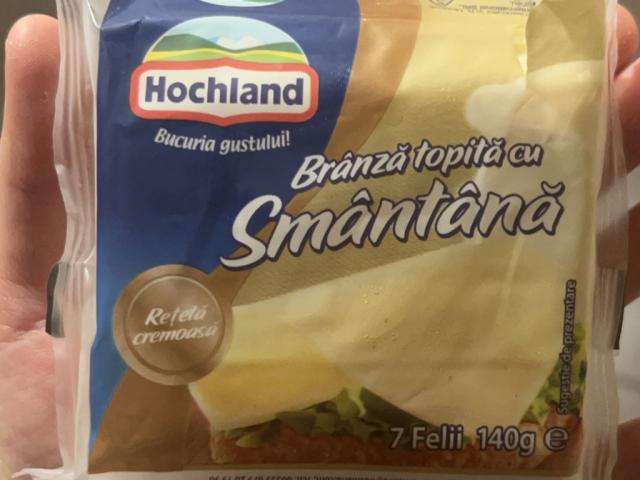 Hochland
Bucuria gustului!
Brânză topită cu
Smântână
Rețetă
cremoasă
Sugestie de prezentare
7 Felii 140g e